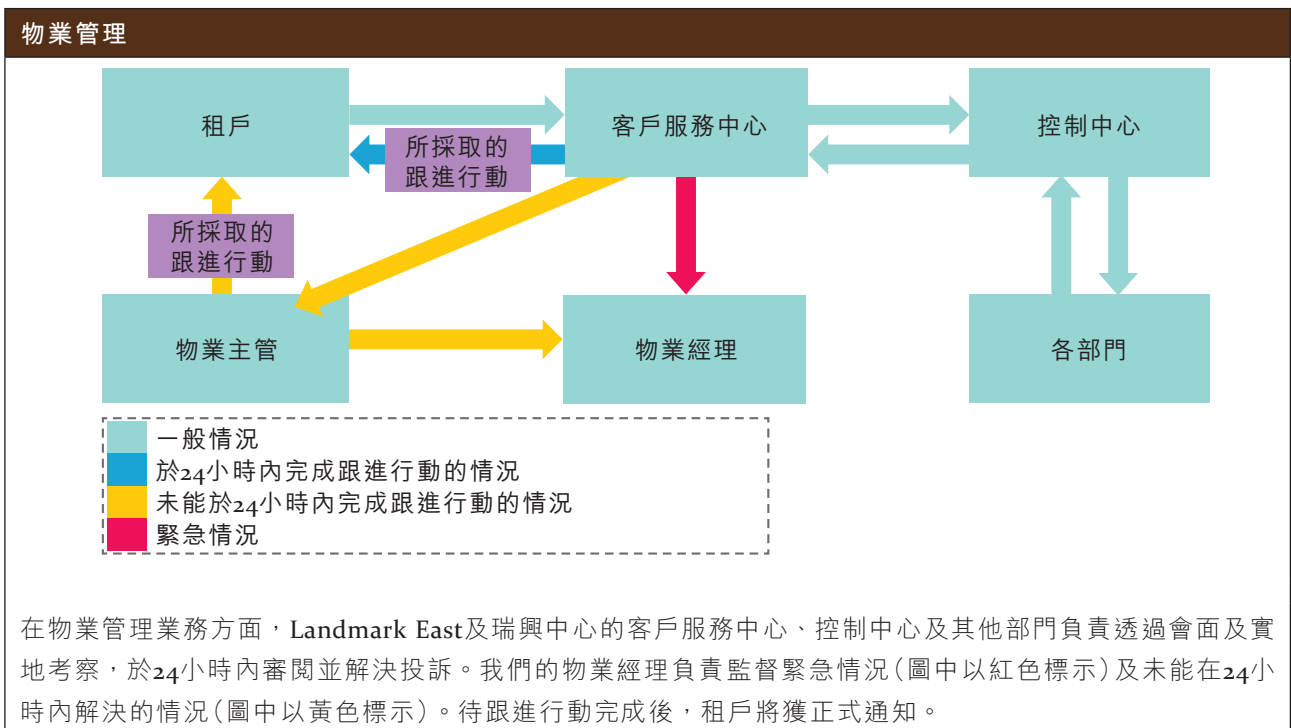 物業管理
租戶
客戶服務中心
控制中心
所採取的
跟進行動
所採取的
跟進行動
物業主管
物業經理
各部門
一般情況
於24小時內完成跟進行動的情況
未能於24小時內完成跟進行動的情況
緊急情況
在物業管理業務方面，Landmark East及瑞興中心的客戶服務中心、控制中心及其他部門負責透過會面及實
地考察，於24小時內審閱並解決投訴。我們的物業經理負責監督緊急情況(圖中以紅色標示)及未能在24小
時內解決的情況(圖中以黃色標示)。待跟進行動完成後，租戶將獲正式通知。